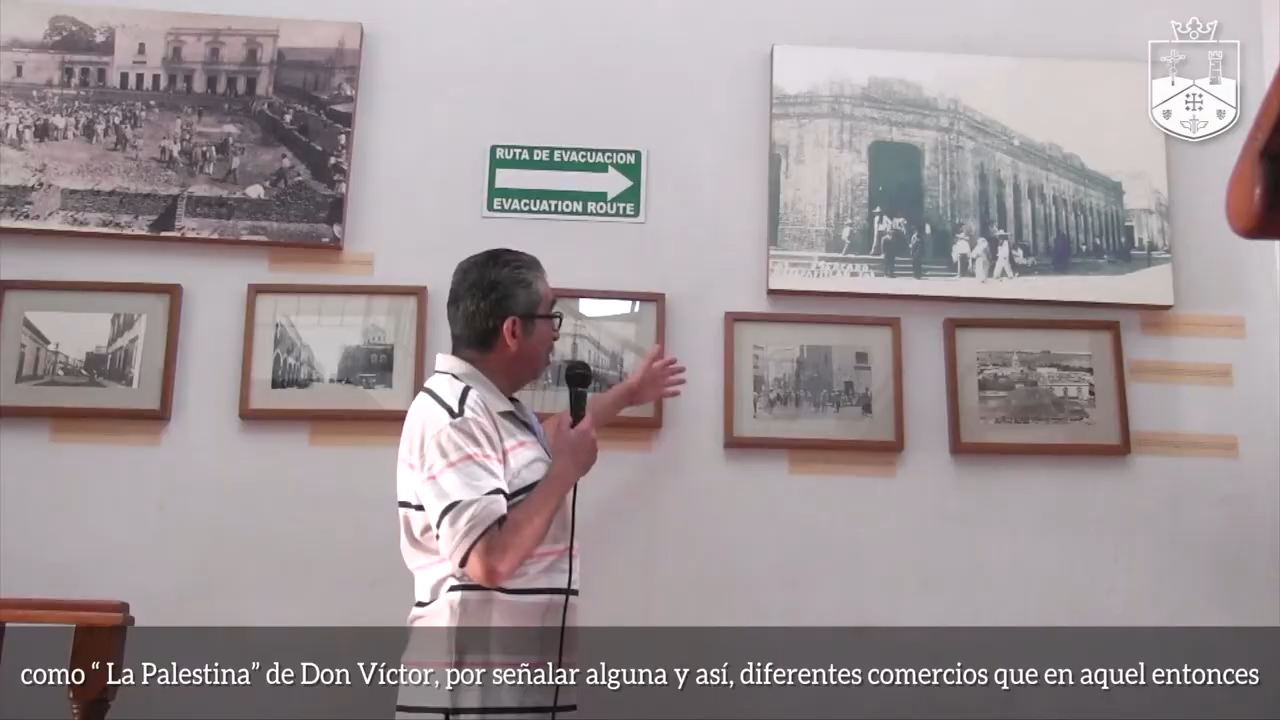 RUTA DE EVACUACION
EVACUATION ROUTE
como “ La Palestina” de Don Víctor, por señalar alguna y así, diferentes comercios que en aquel entonces